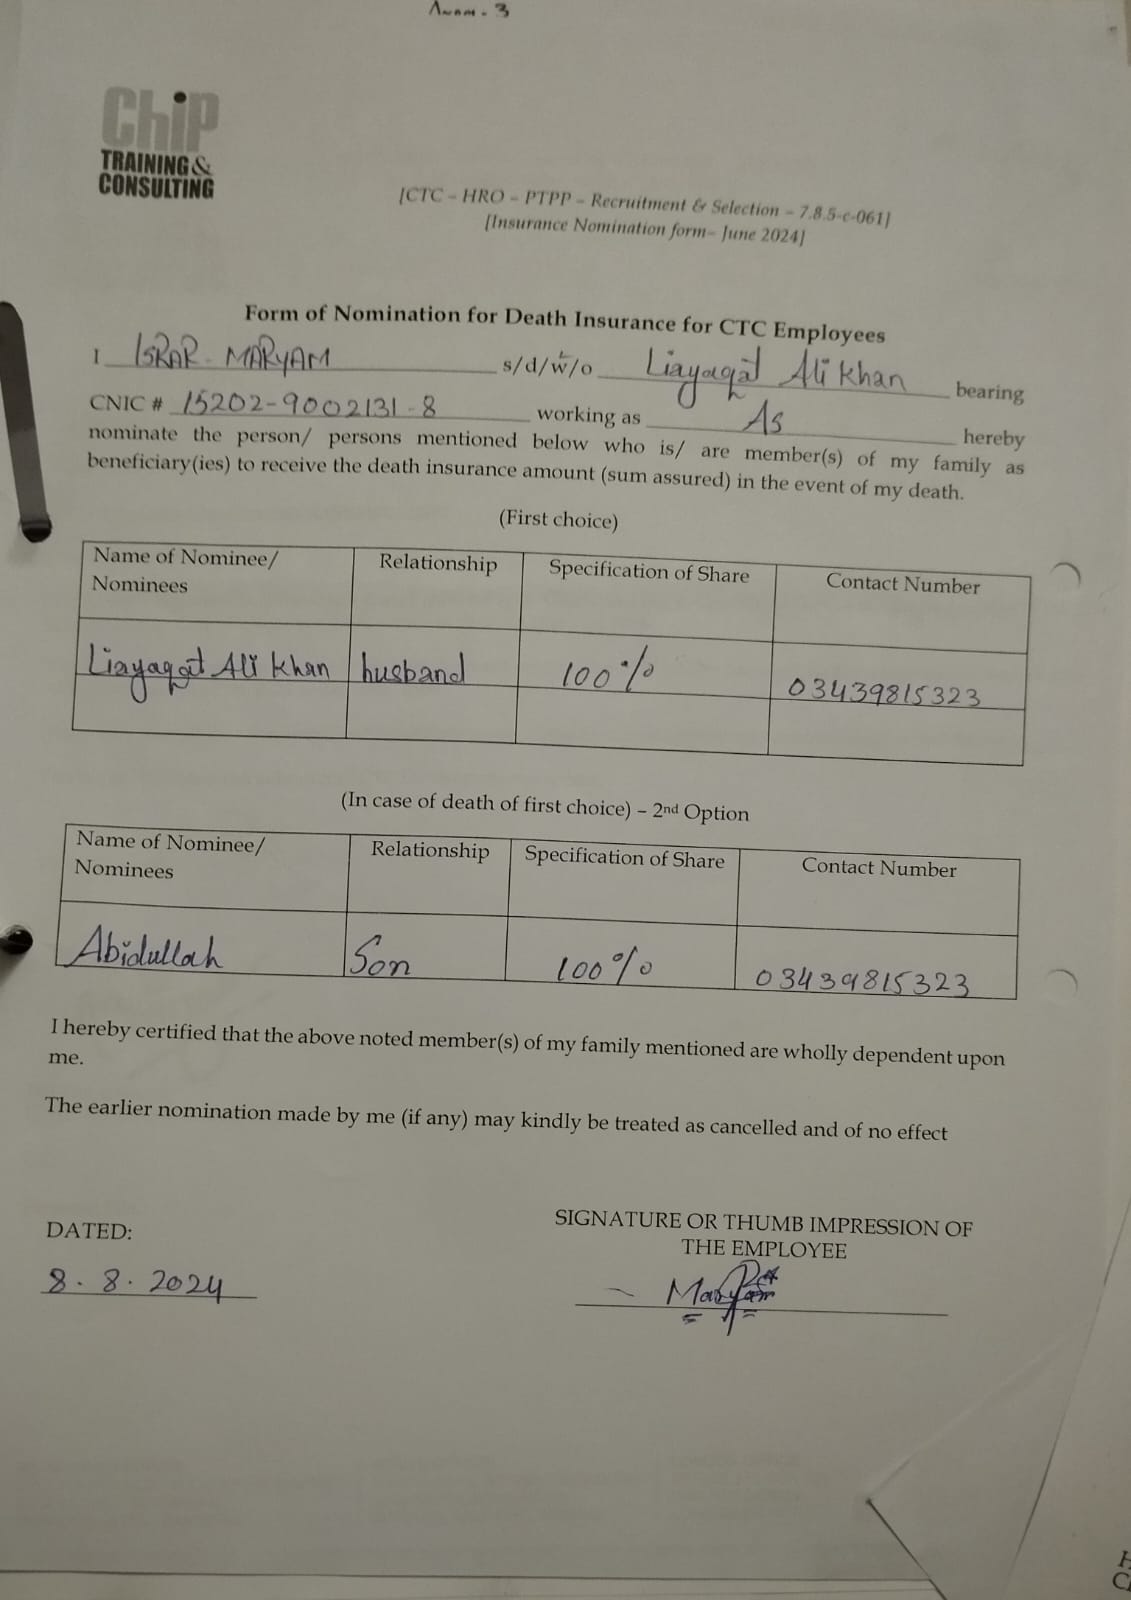 Anam - 3
ChiP
TRAINING &
CONSULTING
[CTC – HRO – PTPP – Recruitment & Selection – 7.8.5-c-061]
[Insurance Nomination form– June 2024]
Form of Nomination for Death Insurance for CTC Employees
I ISRAR - MARYAM s/d/w/o Liayaqat Ali khan bearing
CNIC # 15202-9002131-8 working as As hereby
nominate the person/ persons mentioned below who is/ are member(s) of my family as
beneficiary(ies) to receive the death insurance amount (sum assured) in the event of my death.
(First choice)
Name of Nominee/ Relationship Specification of Share Contact Number
Nominees
Liayaqat Ali khan husband 100% 03439815323
(In case of death of first choice) – 2nd Option
Name of Nominee/ Relationship Specification of Share Contact Number
Nominees
Abidullah Son 100% 03439815323
I hereby certified that the above noted member(s) of my family mentioned are wholly dependent upon
me.
The earlier nomination made by me (if any) may kindly be treated as cancelled and of no effect
DATED:
SIGNATURE OR THUMB IMPRESSION OF
THE EMPLOYEE
8.8.2024
Maryam